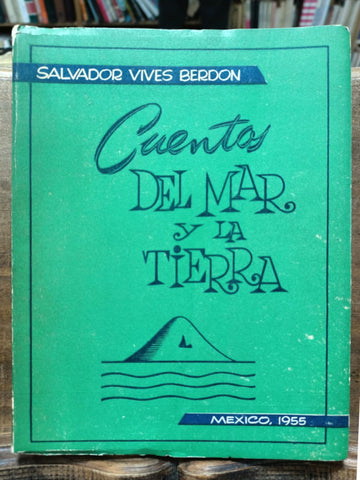 SALVADOR VIVES BERDON
Cuentos
DEL MAR
y LA
TiERRA
MEXICO, 1955